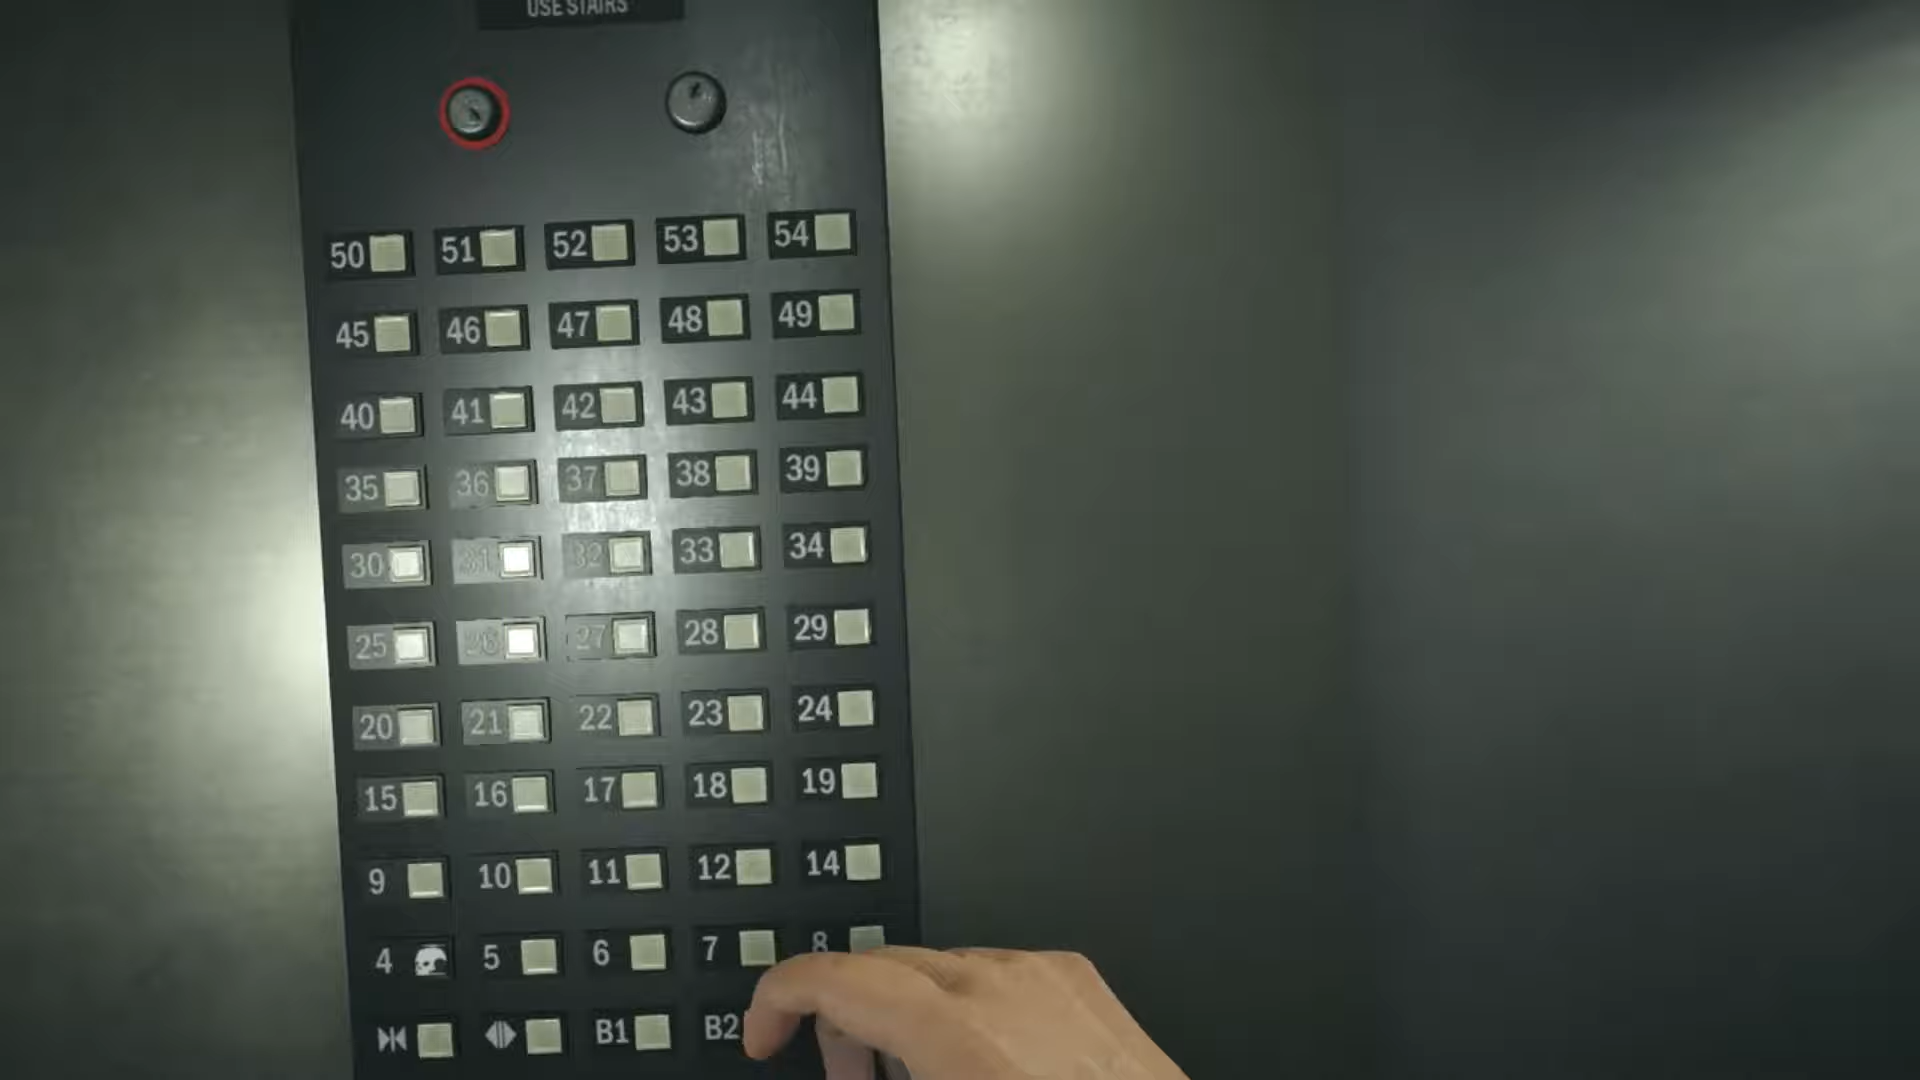 USE STAIRS
50 51 52 53 54
45 46 47 48 49
40 41 42 43 44
35 36 37 38 39
30 31 32 33 34
25 26 27 28 29
20 21 22 23 24
15 16 17 18 19
9 10 11 12 14
4 5 6 7 8
B1 B2